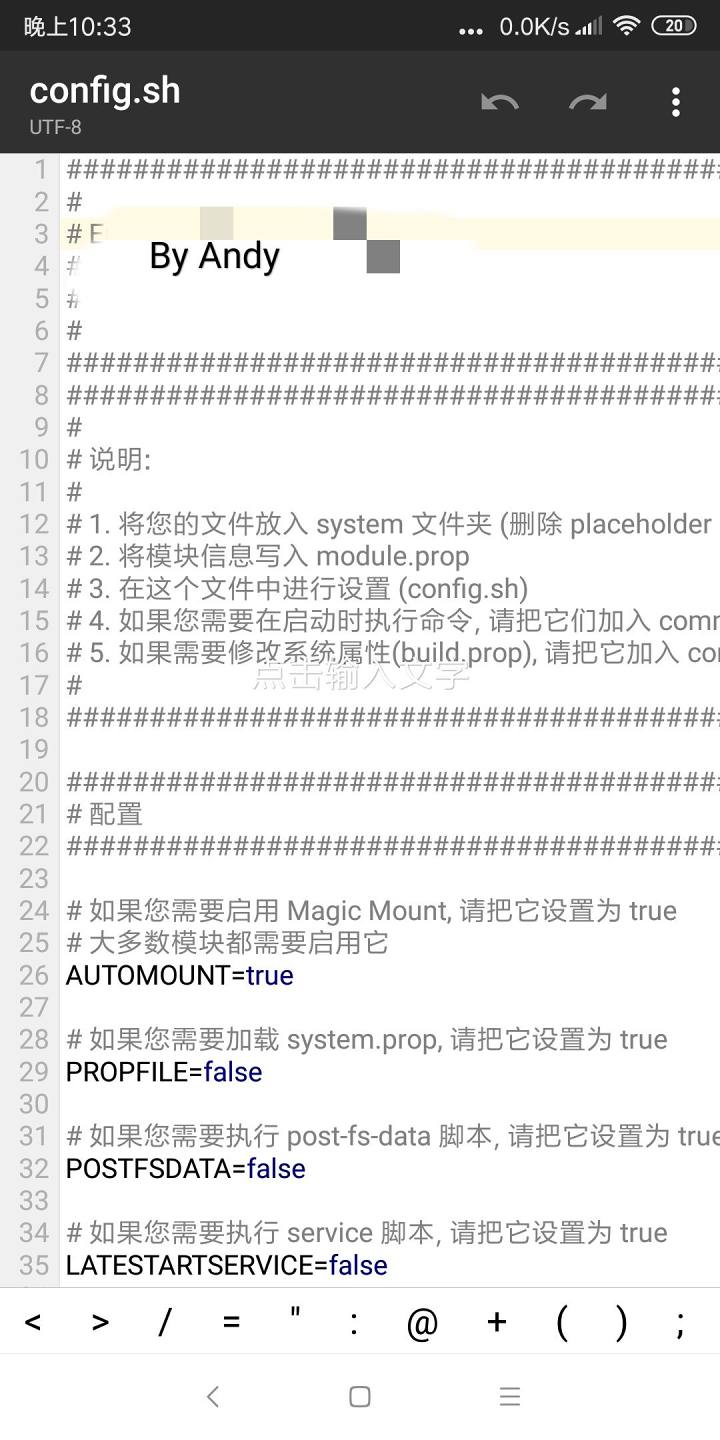 晚上10:33
... 0.0K/s 20
config.sh
UTF-8
1 ########################################
2 #
3 # E
By Andy
4 #
5 #
6 #
7 ########################################
8 ########################################
9 #
10 # 说明:
11 #
12 # 1. 将您的文件放入 system 文件夹 (删除 placeholder
13 # 2. 将模块信息写入 module.prop
14 # 3. 在这个文件中进行设置 (config.sh)
15 # 4. 如果您需要在启动时执行命令, 请把它们加入 comm
16 # 5. 如果需要修改系统属性(build.prop), 请把它加入 con
点击输入文字
17 #
18 ########################################
19
20 ########################################
21 # 配置
22 ########################################
23
24 # 如果您需要启用 Magic Mount, 请把它设置为 true
25 # 大多数模块都需要启用它
26 AUTOMOUNT=true
27
28 # 如果您需要加载 system.prop, 请把它设置为 true
29 PROPFILE=false
30
31 # 如果您需要执行 post-fs-data 脚本, 请把它设置为 true
32 POSTFSDATA=false
33
34 # 如果您需要执行 service 脚本, 请把它设置为 true
35 LATESTARTSERVICE=false
< > / = " : @ + ( ) ;